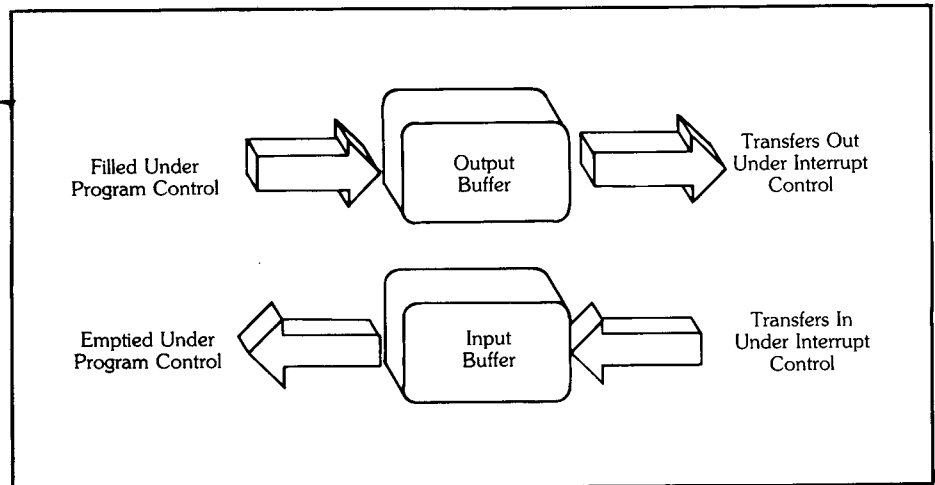 Filled Under
Program Control
Output
Buffer
Transfers Out
Under Interrupt
Control
Emptied Under
Program Control
Input
Buffer
Transfers In
Under Interrupt
Control